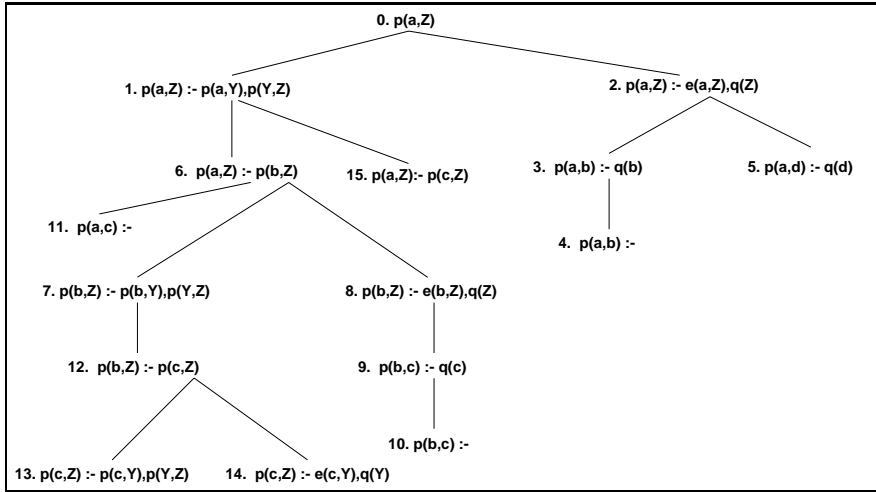 0. p(a,Z)
1. p(a,Z) :- p(a,Y),p(Y,Z)
2. p(a,Z) :- e(a,Z),q(Z)
6. p(a,Z) :- p(b,Z)
15. p(a,Z):- p(c,Z)
3. p(a,b) :- q(b)
5. p(a,d) :- q(d)
11. p(a,c) :-
4. p(a,b) :-
7. p(b,Z) :- p(b,Y),p(Y,Z)
8. p(b,Z) :- e(b,Z),q(Z)
12. p(b,Z) :- p(c,Z)
9. p(b,c) :- q(c)
10. p(b,c) :-
13. p(c,Z) :- p(c,Y),p(Y,Z)
14. p(c,Z) :- e(c,Y),q(Y)